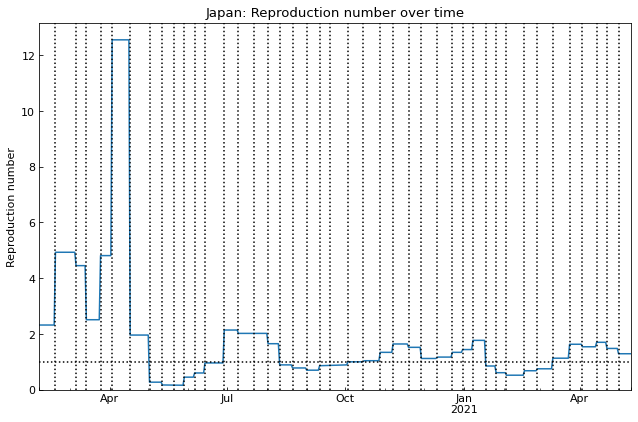 Japan: Reproduction number over time
Reproduction number
12
10
8
6
4
2
0
Apr
Jul
Oct
Jan
2021
Apr